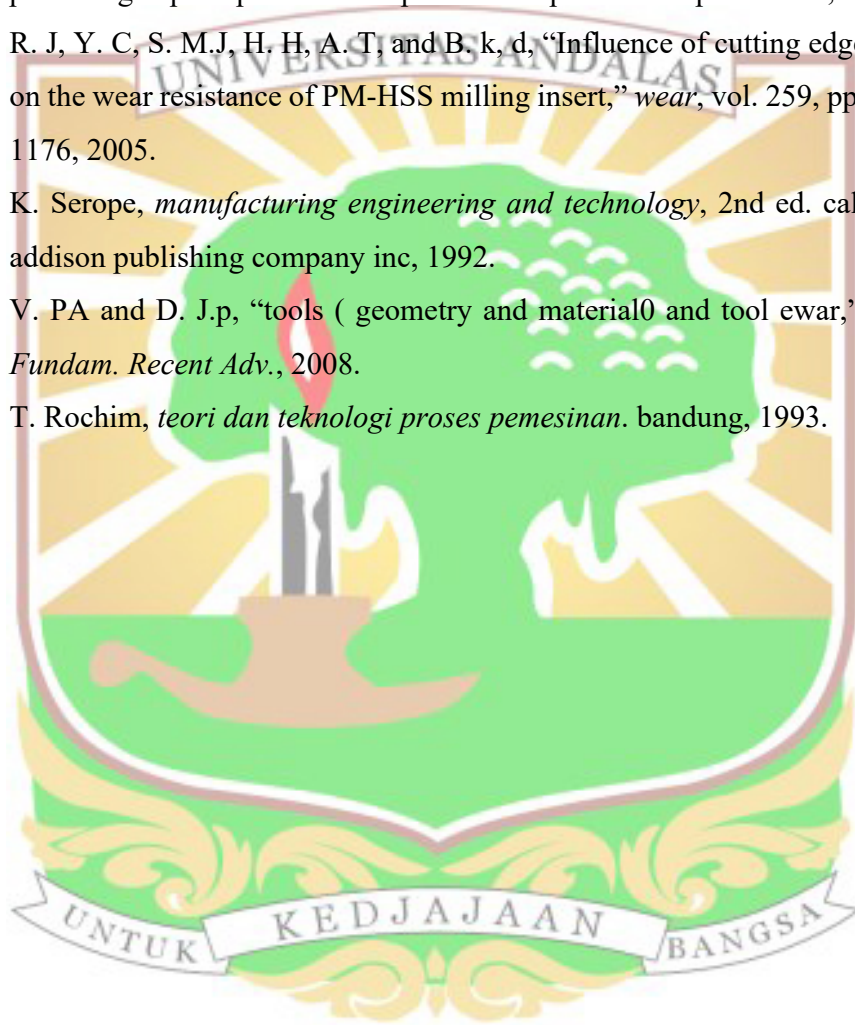 R. J, Y. C, S. M.J, H. H, A. T, and B. k, d, “Influence of cutting edge
UNIVERSITAS ANDALAS
on the wear resistance of PM-HSS milling insert,” wear, vol. 259, pp
1176, 2005.
K. Serope, manufacturing engineering and technology, 2nd ed. cal
addison publishing company inc, 1992.
V. PA and D. J.p, “tools ( geometry and material0 and tool ewar,”
Fundam. Recent Adv., 2008.
T. Rochim, teori dan teknologi proses pemesinan. bandung, 1993.
UNTUK KEDJAJAAN BANGSA